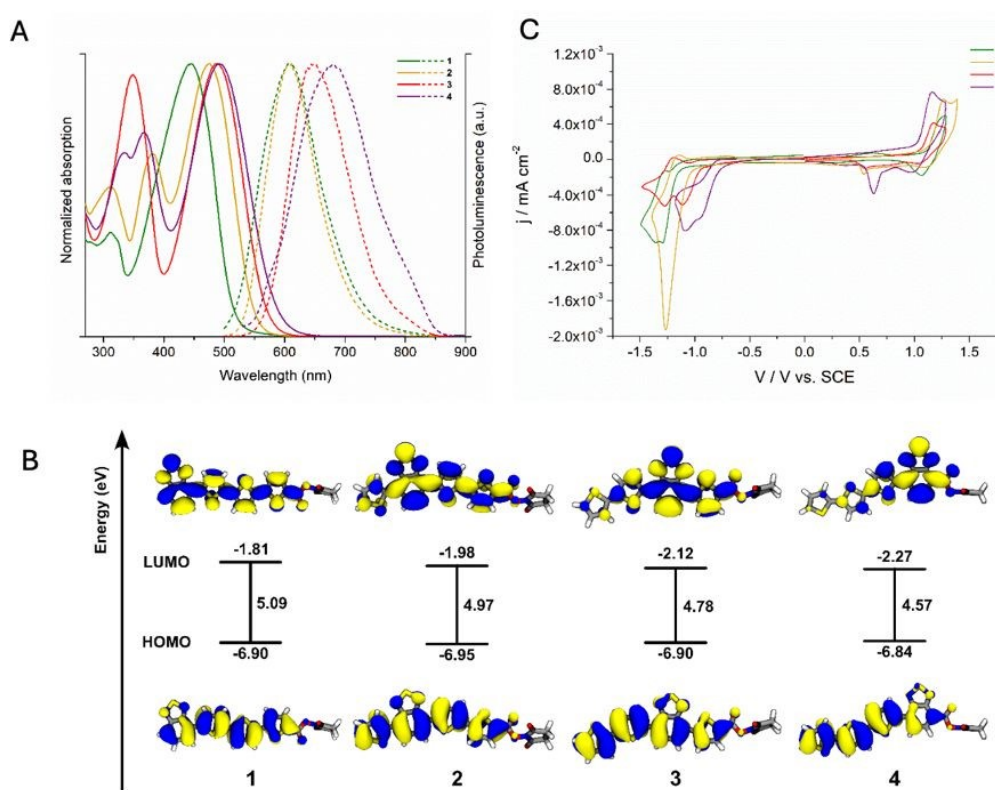 A
Normalized absorption
Photoluminescence (a.u.)
1
2
3
4
300 400 500 600 700 800 900
Wavelength (nm)
C
j / mA cm⁻²
1.2x10⁻³
8.0x10⁻⁴
4.0x10⁻⁴
0.0
-4.0x10⁻⁴
-8.0x10⁻⁴
-1.2x10⁻³
-1.6x10⁻³
-2.0x10⁻³
-1.5 -1.0 -0.5 0.0 0.5 1.0 1.5
V / V vs. SCE
B
Energy (eV)
LUMO
-1.81 -1.98 -2.12 -2.27
5.09 4.97 4.78 4.57
HOMO
-6.90 -6.95 -6.90 -6.84
1 2 3 4